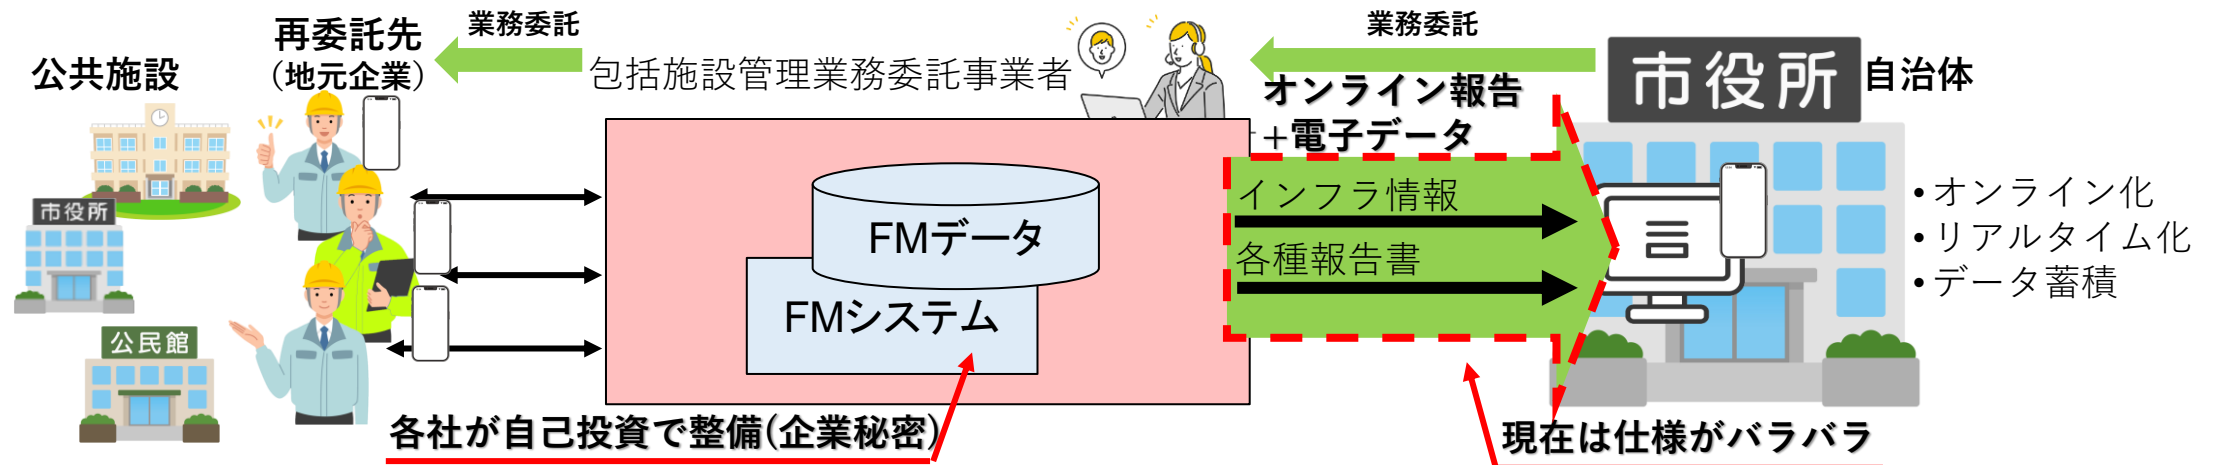 公共施設
再委託先
（地元企業）
業務委託
包括施設管理業務委託事業者
業務委託
オンライン報告
＋電子データ
市役所
自治体
市役所
公民館
FMデータ
FMシステム
インフラ情報
各種報告書
•オンライン化
•リアルタイム化
•データ蓄積
各社が自己投資で整備(企業秘密)
現在は仕様がバラバラ